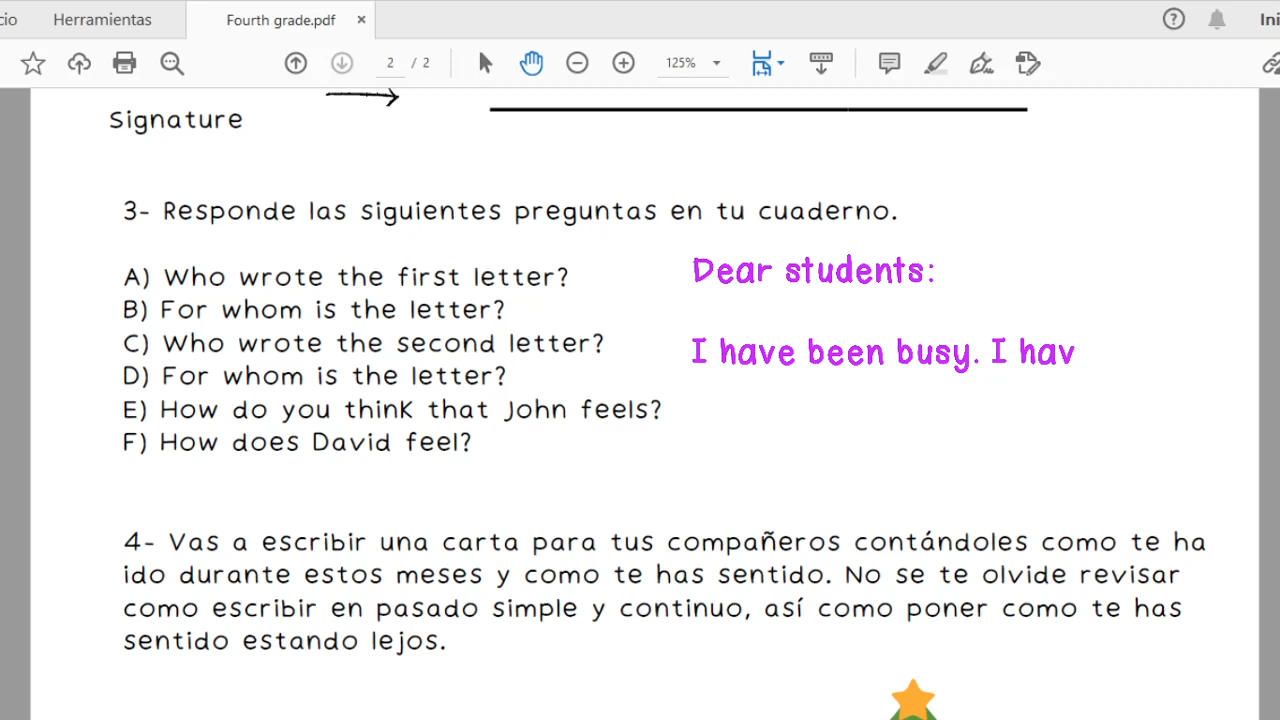 cio Herramientas Fourth grade.pdf × Ini
2 / 2 125%
Signature
3- Responde las siguientes preguntas en tu cuaderno.
A) Who wrote the first letter?
B) For whom is the letter?
C) Who wrote the second letter?
D) For whom is the letter?
E) How do you think that John feels?
F) How does David feel?
Dear students:
I have been busy. I hav
4- Vas a escribir una carta para tus compañeros contándoles como te ha
ido durante estos meses y como te has sentido. No se te olvide revisar
como escribir en pasado simple y continuo, así como poner como te has
sentido estando lejos.